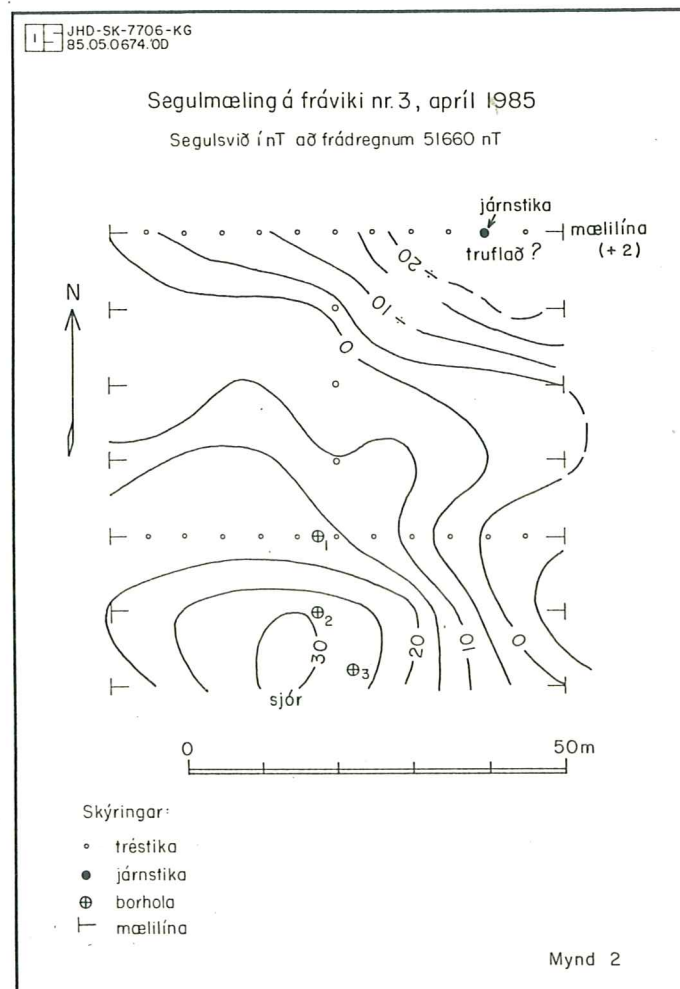 JHD-SK-7706-KG
85.05.0674.OD
Segulmæling á fráviki nr. 3, apríl 1985
Segulsvið í nT að frádregnum 51660 nT
járnstika
mælilína
(+2)
truflað?
÷20
N
÷10
0
1
2
30
20
10
0
3
sjór
0
50m
Skýringar:
tréstika
járnstika
borhola
mælilína
Mynd 2